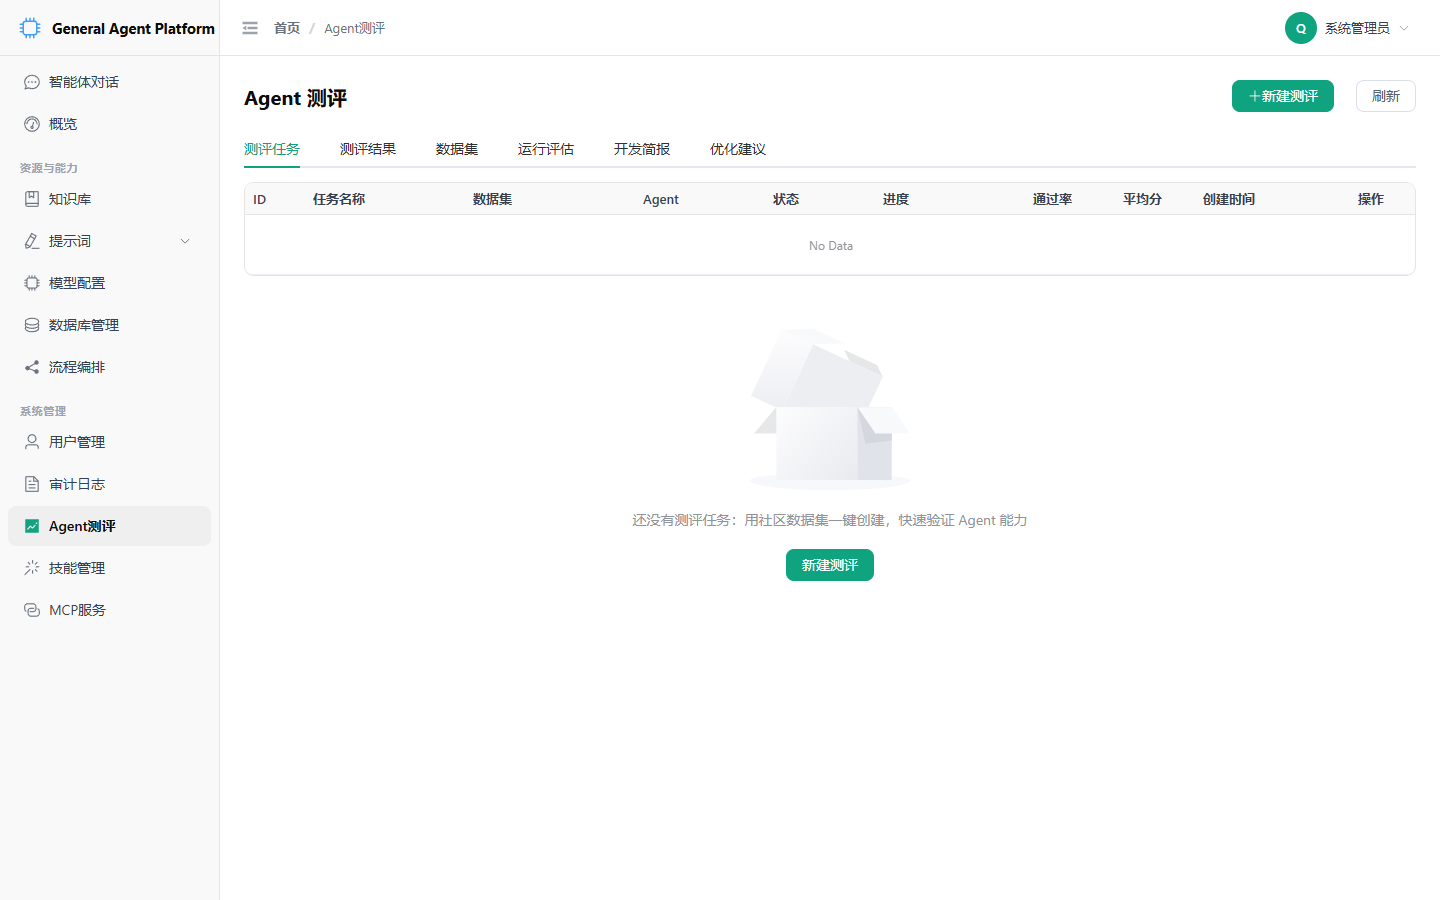 General Agent Platform
首页 / Agent测评
Q 系统管理员
智能体对话
概览
资源与能力
知识库
提示词
模型配置
数据库管理
流程编排
系统管理
用户管理
审计日志
Agent测评
技能管理
MCP服务
Agent 测评
+新建测评 刷新
测评任务 测评结果 数据集 运行评估 开发简报 优化建议
ID 任务名称 数据集 Agent 状态 进度 通过率 平均分 创建时间 操作
No Data
还没有测评任务：用社区数据集一键创建，快速验证 Agent 能力
新建测评